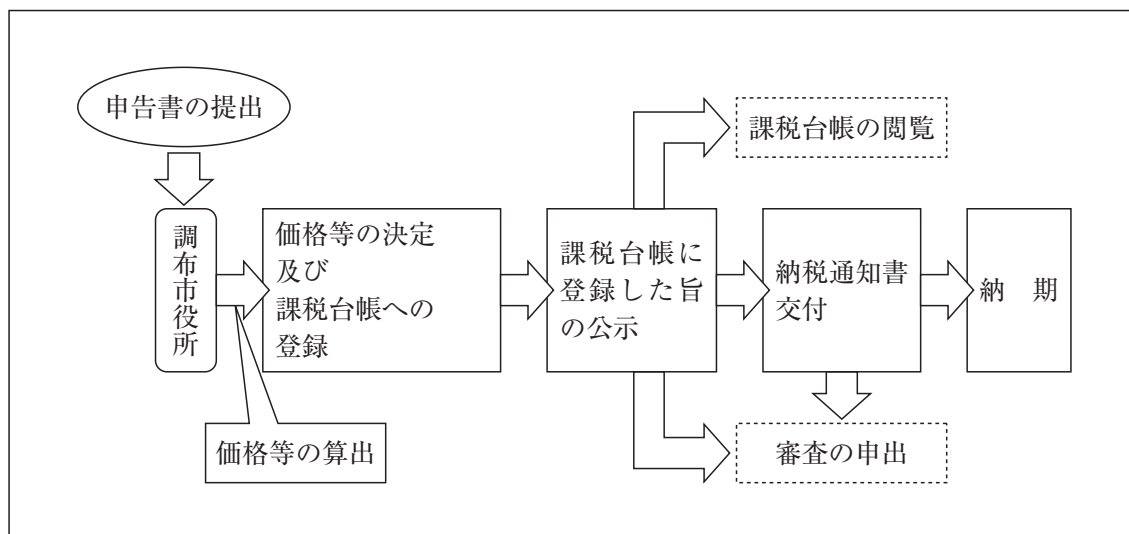 申告書の提出
調布市役所
価格等の算出
価格等の決定
及び
課税台帳への
登録
課税台帳に
登録した旨
の公示
課税台帳の閲覧
納税通知書
交付
審査の申出
納　期